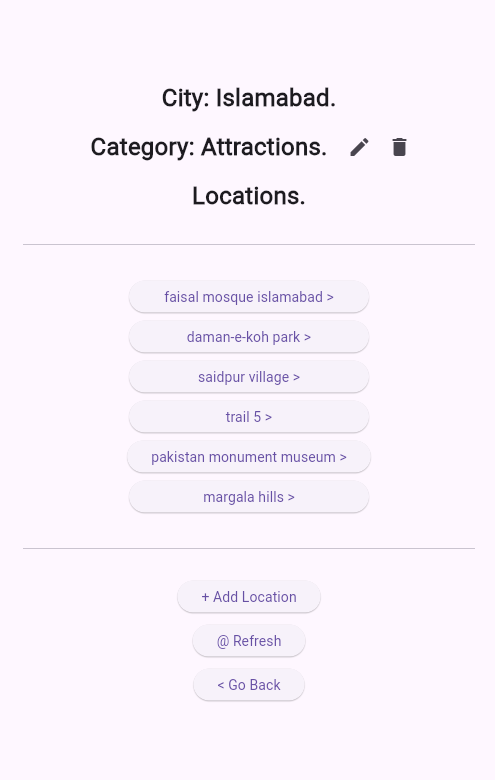 City: Islamabad.
Category: Attractions.
Locations.
faisal mosque islamabad >
daman-e-koh park >
saidpur village >
trail 5 >
pakistan monument museum >
margala hills >
+ Add Location
@ Refresh
< Go Back